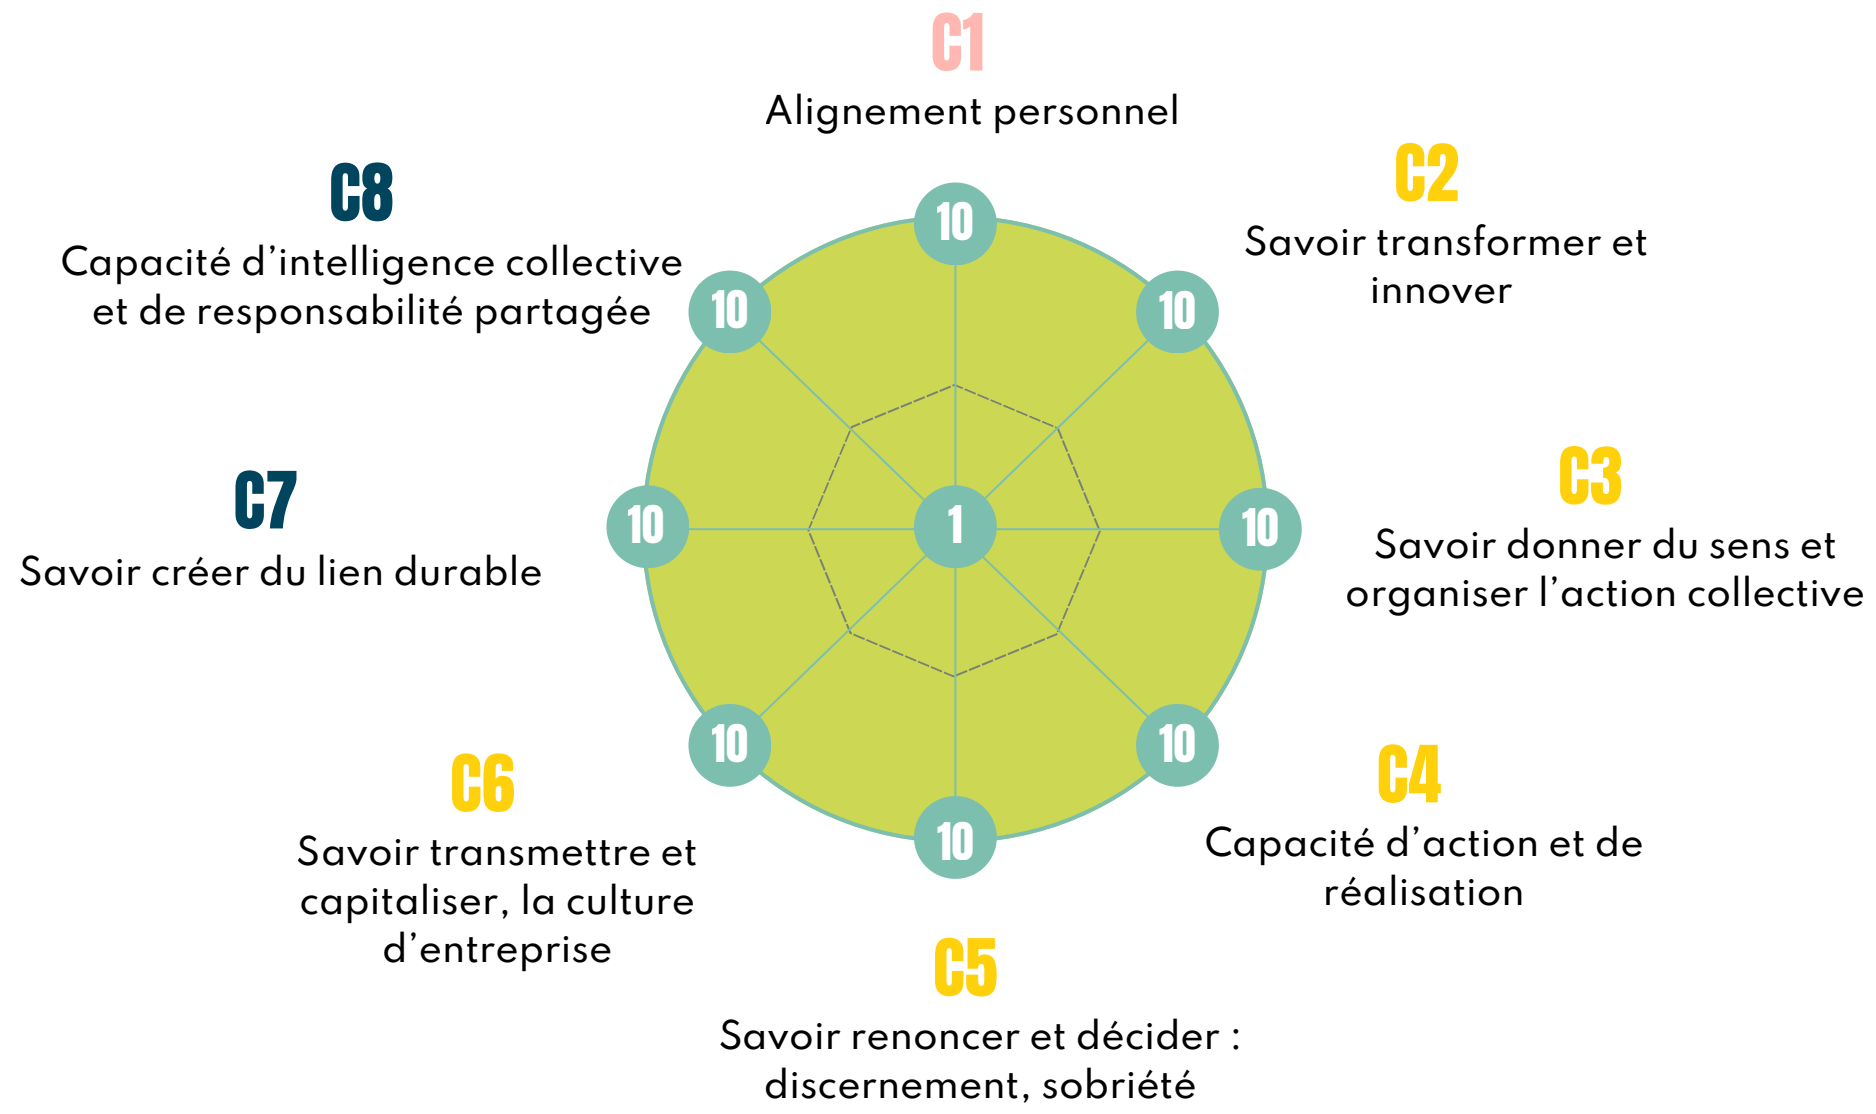 C1
Alignement personnel
C2
Savoir transformer et
innover
C3
Savoir donner du sens et
organiser l’action collective
C4
Capacité d’action et de
réalisation
C5
Savoir renoncer et décider :
discernement, sobriété
C6
Savoir transmettre et
capitaliser, la culture
d’entreprise
C7
Savoir créer du lien durable
C8
Capacité d’intelligence collective
et de responsabilité partagée
10
10
10
10
10
10
10
10
1